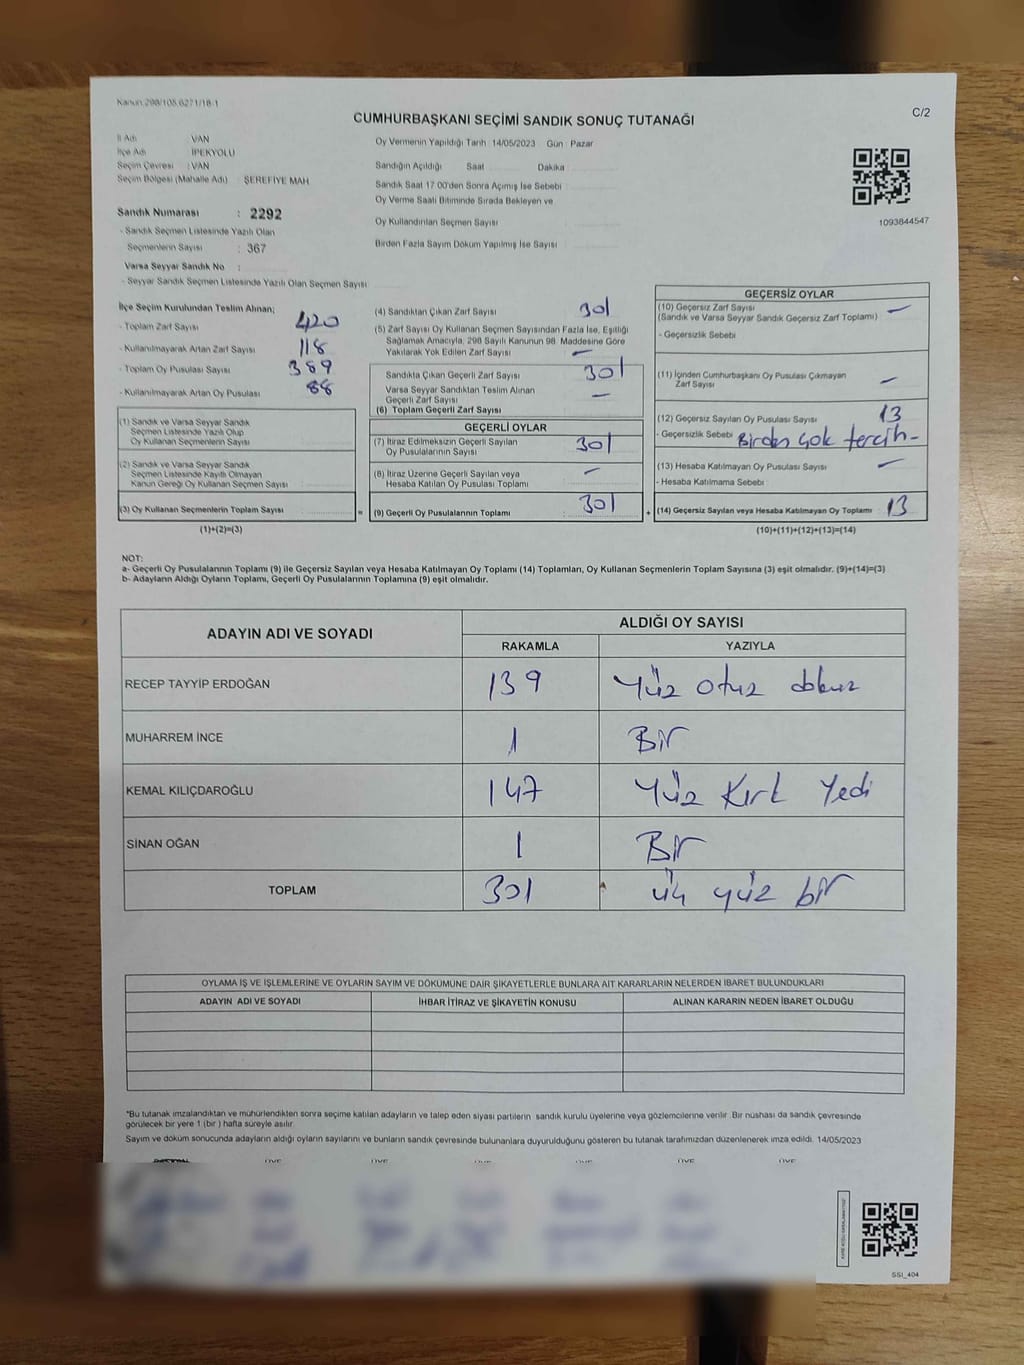 Kanun:298/105,6271/18-1
C/2
CUMHURBAŞKANI SEÇİMİ SANDIK SONUÇ TUTANAĞI
İl Adı : VAN
İlçe Adı : İPEKYOLU
Seçim Çevresi : VAN
Seçim Bölgesi (Mahalle Adı) : ŞEREFİYE MAH
Sandık Numarası : 2292
- Sandık Seçmen Listesinde Yazılı Olan
Seçmenlerin Sayısı : 367
Varsa Seyyar Sandık No :
- Seyyar Sandık Seçmen Listesinde Yazılı Olan Seçmen Sayısı
Oy Vermenin Yapıldığı Tarih :14/05/2023 Gün Pazar
Sandığın Açıldığı Saat Dakika
Sandık Saat 17.00'den Sonra Açımış İse Sebebi
Oy Verme Saati Bitiminde Sırada Bekleyen ve
Oy Kullandırılan Seçmen Sayısı
Birden Fazla Sayım Döküm Yapılmış İse Sayısı
1093844547
İlçe Seçim Kurulundan Teslim Alınan;
- Toplam Zarf Sayısı 420
- Kullanılmayarak Artan Zarf Sayısı 118
- Toplam Oy Pusulası Sayısı 389
- Kullanılmayarak Artan Oy Pusulası 88
(1) Sandık ve Varsa Seyyar Sandık
Seçmen Listesinde Yazılı Olup
Oy Kullanan Seçmenlerin Sayısı
(2) Sandık ve Varsa Seyyar Sandık
Seçmen Listesinde Kayıtlı Olmayan
Kanun Gereği Oy Kullanan Seçmen Sayısı
(3) Oy Kullanan Seçmenlerin Toplam Sayısı =
(1)+(2)=(3)
(4) Sandıktan Çıkan Zarf Sayısı 301
(5) Zarf Sayısı Oy Kullanan Seçmen Sayısından Fazla İse, Eşitliği
Sağlamak Amacıyla, 298 Sayılı Kanunun 98. Maddesine Göre
Yakılarak Yok Edilen Zarf Sayısı —
Sandıkta Çıkan Geçerli Zarf Sayısı 301
Varsa Seyyar Sandıktan Teslim Alınan
Geçerli Zarf Sayısı —
(6) Toplam Geçerli Zarf Sayısı
GEÇERLİ OYLAR
(7) İtiraz Edilmeksizin Geçerli Sayılan
Oy Pusulalarının Sayısı 301
(8) İtiraz Üzerine Geçerli Sayılan veya
Hesaba Katılan Oy Pusulası Toplamı —
(9) Geçerli Oy Pusulalarının Toplamı 301 +
GEÇERSİZ OYLAR
(10) Geçersiz Zarf Sayısı —
(Sandık ve Varsa Seyyar Sandık Geçersiz Zarf Toplamı)
- Geçersizlik Sebebi
(11) İçinden Cumhurbaşkanı Oy Pusulası Çıkmayan
Zarf Sayısı —
(12) Geçersiz Sayılan Oy Pusulası Sayısı 13
- Geçersizlik Sebebi Birden çok tercih -
(13) Hesaba Katılmayan Oy Pusulası Sayısı —
- Hesaba Katılmama Sebebi
(14) Geçersiz Sayılan veya Hesaba Katılmayan Oy Toplamı 13
(10)+(11)+(12)+(13)=(14)
NOT:
a- Geçerli Oy Pusulalarının Toplamı (9) ile Geçersiz Sayılan veya Hesaba Katılmayan Oy Toplamı (14) Toplamları, Oy Kullanan Seçmenlerin Toplam Sayısına (3) eşit olmalıdır. (9)+(14)=(3)
b- Adayların Aldığı Oyların Toplamı, Geçerli Oy Pusulalarının Toplamına (9) eşit olmalıdır.
ADAYIN ADI VE SOYADI ALDIĞI OY SAYISI
RAKAMLA YAZIYLA
RECEP TAYYİP ERDOĞAN 139 Yüz otuz dokuz
MUHARREM İNCE 1 Bir
KEMAL KILIÇDAROĞLU 147 Yüz Kırk Yedi
SİNAN OĞAN 1 Bir
TOPLAM 301 üç yüz bir
OYLAMA İŞ VE İŞLEMLERİNE VE OYLARIN SAYIM VE DÖKÜMÜNE DAİR ŞİKAYETLERLE BUNLARA AİT KARARLARIN NELERDEN İBARET BULUNDUKLARI
ADAYIN ADI VE SOYADI İHBAR İTİRAZ VE ŞİKAYETİN KONUSU ALINAN KARARIN NEDEN İBARET OLDUĞU
*Bu tutanak imzalandıktan ve mühürlendikten sonra seçime katılan adayların ve talep eden siyasi partilerin sandık kurulu üyelerine veya gözlemcilerine verilir. Bir nüshası da sandık çevresinde
görülecek bir yere 1 (bir ) hafta süreyle asılır.
Sayım ve döküm sonucunda adayların aldığı oyların sayılarını ve bunların sandık çevresinde bulunanlara duyurulduğunu gösteren bu tutanak tarafımızdan düzenlenerek imza edildi. 14/05/2023
ÜYE ÜYE ÜYE ÜYE ÜYE ÜYE
SSI_404